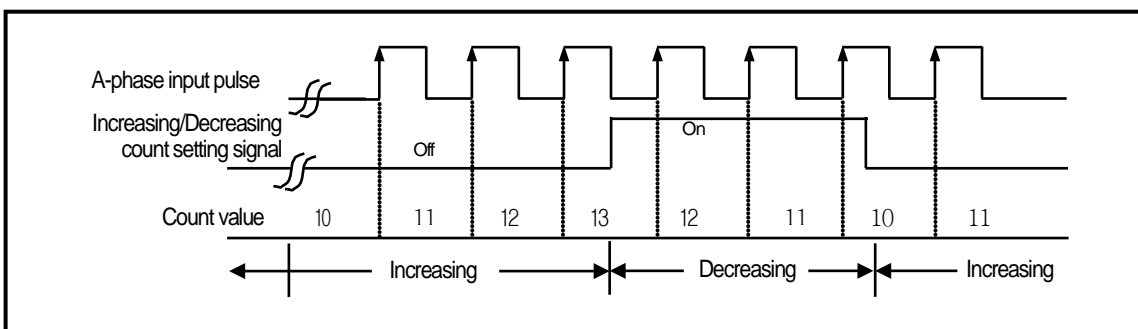 A-phase input pulse
Increasing/Decreasing
count setting signal
Off
On
Count value 10 11 12 13 12 11 10 11
Increasing Decreasing Increasing